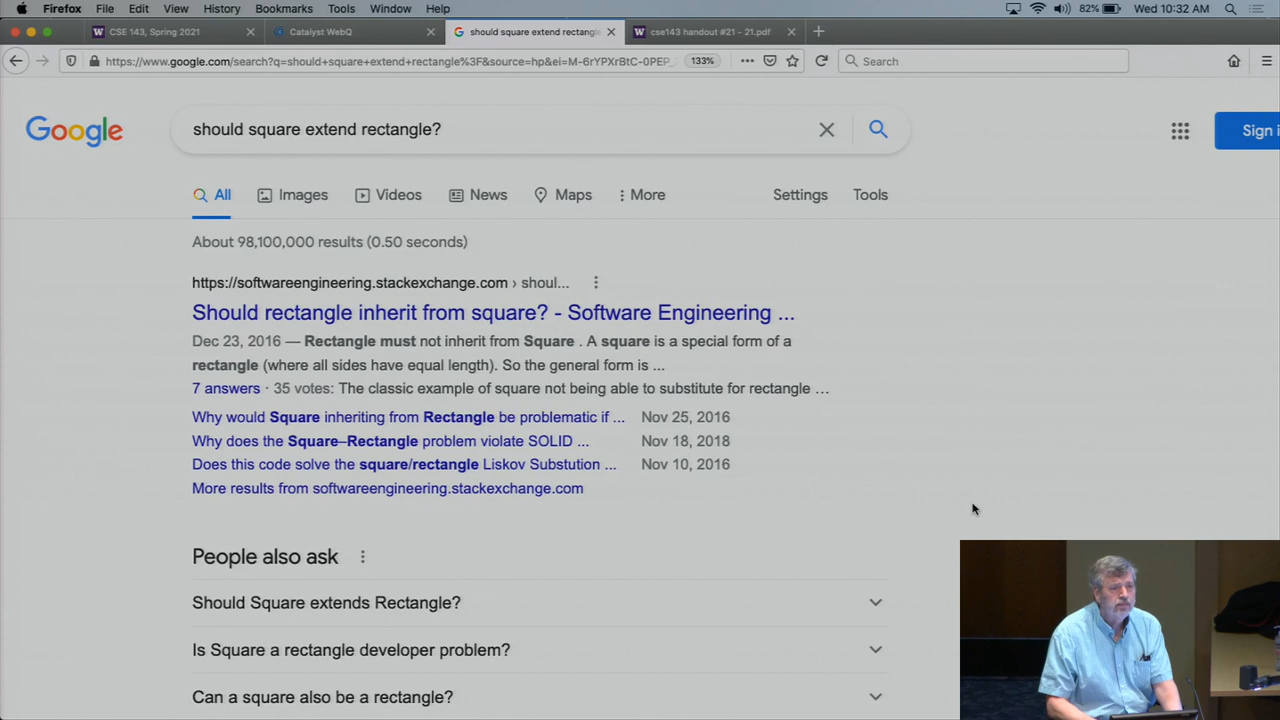 Firefox File Edit View History Bookmarks Tools Window Help 82% Wed 10:32 AM
CSE 143, Spring 2021 Catalyst WebQ should square extend rectangle cse143 handout #21 - 21.pdf
https://www.google.com/search?q=should+square+extend+rectangle%3F&source=hp&ei=M-6rYPXrBtC-0PEP_ 133% Search
Google should square extend rectangle? Sign i
All Images Videos News Maps More Settings Tools
About 98,100,000 results (0.50 seconds)
https://softwareengineering.stackexchange.com › shoul...
Should rectangle inherit from square? - Software Engineering ...
Dec 23, 2016 — Rectangle must not inherit from Square . A square is a special form of a
rectangle (where all sides have equal length). So the general form is ...
7 answers · 35 votes: The classic example of square not being able to substitute for rectangle ...
Why would Square inheriting from Rectangle be problematic if ... Nov 25, 2016
Why does the Square–Rectangle problem violate SOLID ... Nov 18, 2018
Does this code solve the square/rectangle Liskov Substution ... Nov 10, 2016
More results from softwareengineering.stackexchange.com
People also ask
Should Square extends Rectangle?
Is Square a rectangle developer problem?
Can a square also be a rectangle?